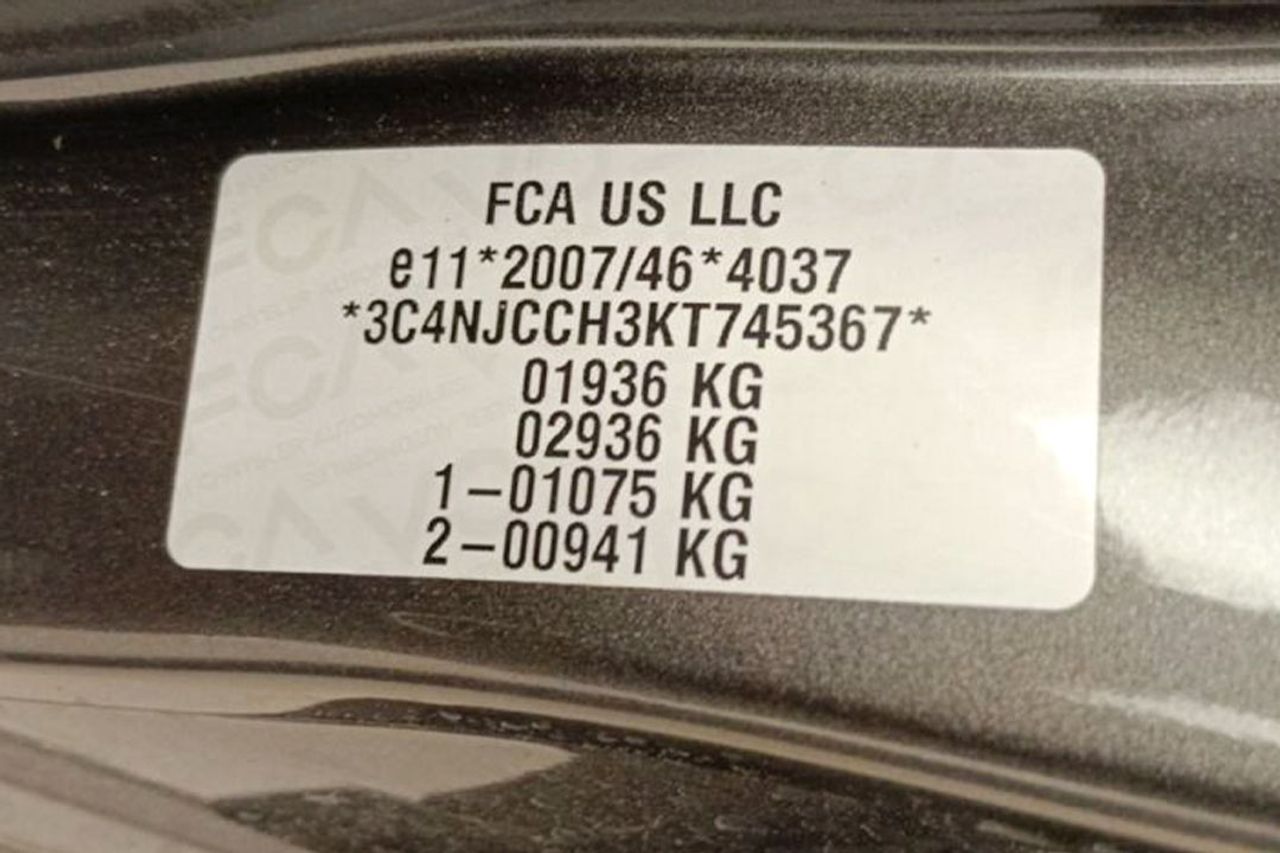 FCA US LLC
e11*2007/46*4037
*3C4NJCCH3KT745367*
01936 KG
02936 KG
1-01075 KG
2-00941 KG